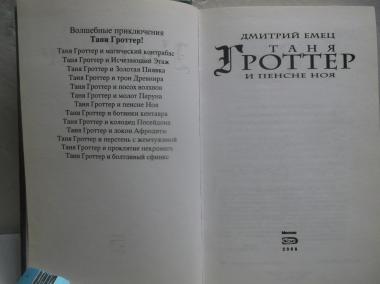 Волшебные приключения
Тани Гроттер!
Таня Гроттер и магический контрабас
Таня Гроттер и Исчезающий Этаж
Таня Гроттер и Золотая Пиявка
Таня Гроттер и трон Древнира
Таня Гроттер и посох волхвов
Таня Гроттер и молот Перуна
Таня Гроттер и пенсне Ноя
Таня Гроттер и ботинки кентавра
Таня Гроттер и колодец Посейдона
Таня Гроттер и локон Афродиты
Таня Гроттер и перстень с жемчужиной
Таня Гроттер и проклятие некромага
Таня Гроттер и болтливый сфинкс
ДМИТРИЙ ЕМЕЦ
ТАНЯ
ГРОТТЕР
И ПЕНСНЕ НОЯ
Москва
ЭКСМО
2006